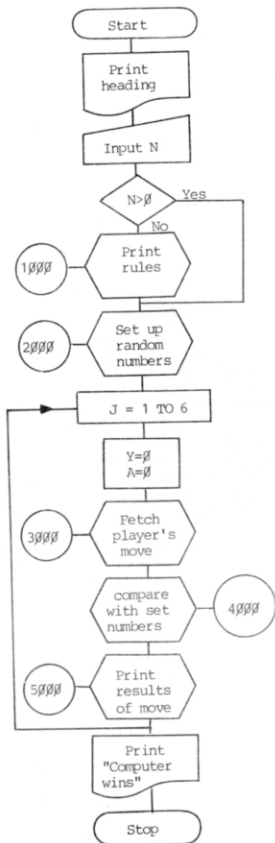 Start
Print
heading
Input N
N>Ø
Yes
No
1ØØØ
Print
rules
2ØØØ
Set up
random
numbers
J = 1 TO 6
Y=Ø
A=Ø
3ØØØ
Fetch
player's
move
compare
with set
numbers
4ØØØ
5ØØØ
Print
results
of move
Print
"Computer
wins"
Stop